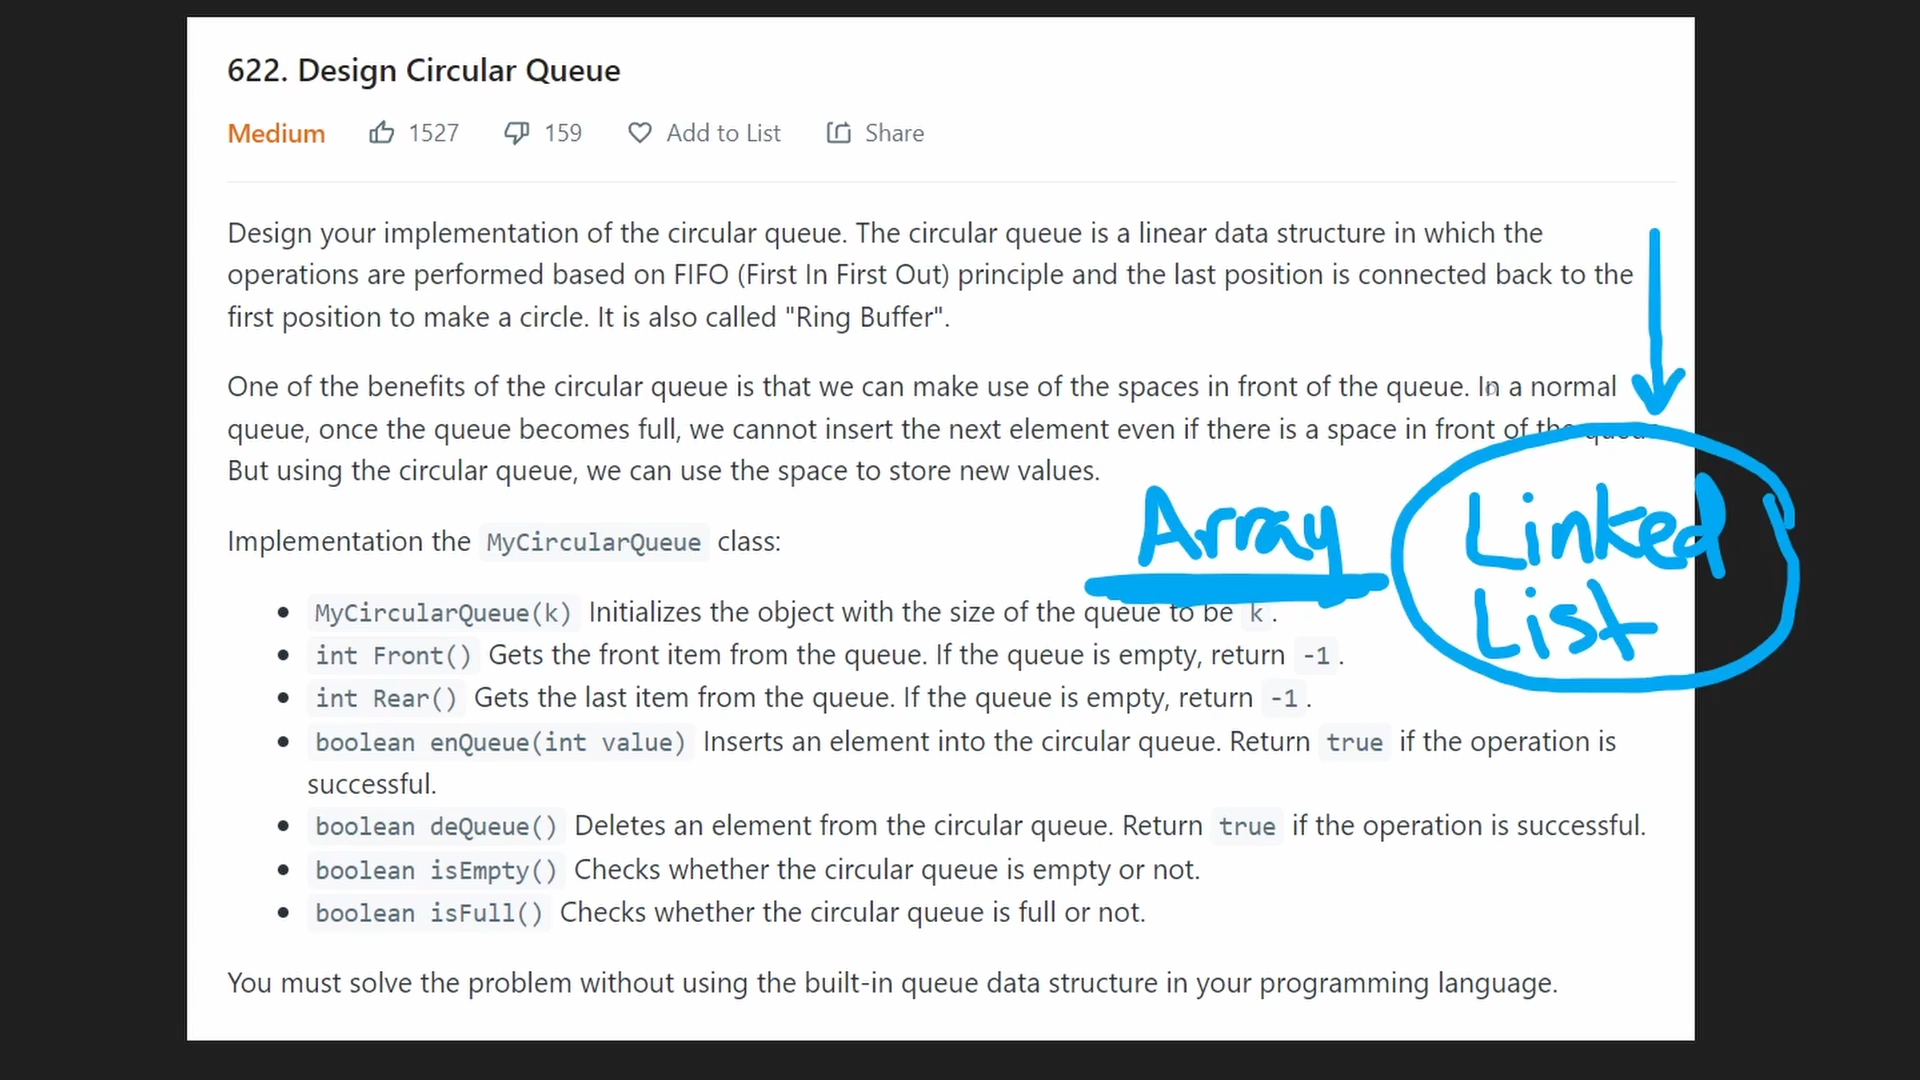 622. Design Circular Queue
Medium 1527 159 Add to List Share
Design your implementation of the circular queue. The circular queue is a linear data structure in which the
operations are performed based on FIFO (First In First Out) principle and the last position is connected back to the
first position to make a circle. It is also called "Ring Buffer".
One of the benefits of the circular queue is that we can make use of the spaces in front of the queue. In a normal
queue, once the queue becomes full, we cannot insert the next element even if there is a space in front of the queue.
But using the circular queue, we can use the space to store new values.
Array
Linked
List
Implementation the MyCircularQueue class:
MyCircularQueue(k) Initializes the object with the size of the queue to be k.
int Front() Gets the front item from the queue. If the queue is empty, return -1.
int Rear() Gets the last item from the queue. If the queue is empty, return -1.
boolean enQueue(int value) Inserts an element into the circular queue. Return true if the operation is
successful.
boolean deQueue() Deletes an element from the circular queue. Return true if the operation is successful.
boolean isEmpty() Checks whether the circular queue is empty or not.
boolean isFull() Checks whether the circular queue is full or not.
You must solve the problem without using the built-in queue data structure in your programming language.